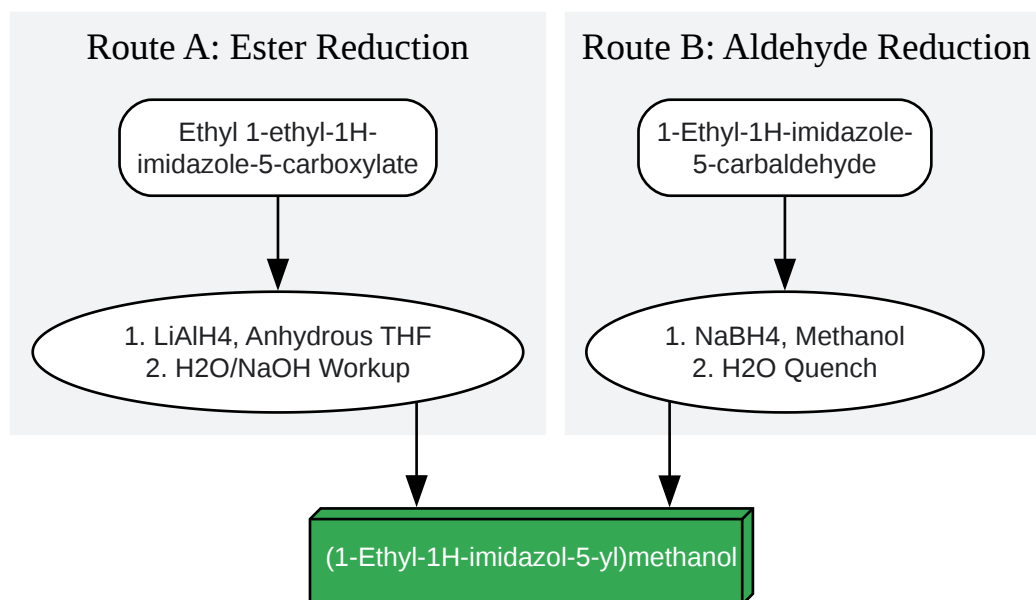 Route A: Ester Reduction
Ethyl 1-ethyl-1H-
imidazole-5-carboxylate
1. LiAlH4, Anhydrous THF
2. H2O/NaOH Workup
Route B: Aldehyde Reduction
1-Ethyl-1H-imidazole-
5-carbaldehyde
1. NaBH4, Methanol
2. H2O Quench
(1-Ethyl-1H-imidazol-5-yl)methanol